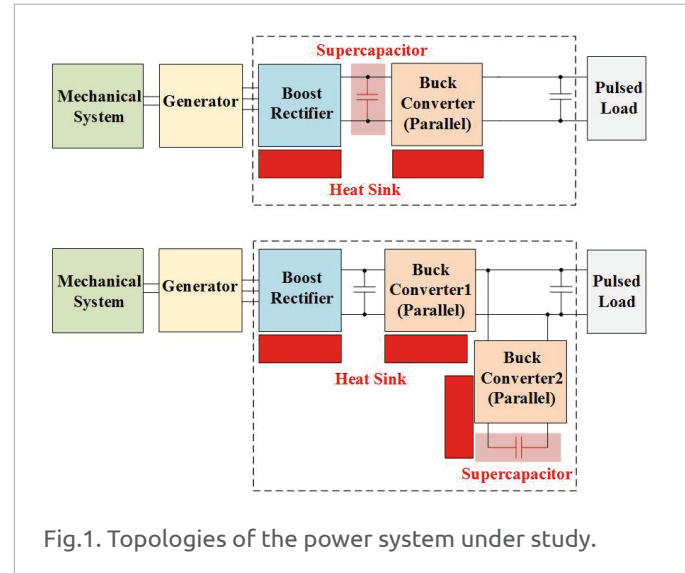 Supercapacitor
Mechanical
System
Generator
Boost
Rectifier
Buck
Converter
(Parallel)
Pulsed
Load
Heat Sink
Mechanical
System
Generator
Boost
Rectifier
Buck
Converter1
(Parallel)
Pulsed
Load
Heat Sink
Buck
Converter2
(Parallel)
Supercapacitor
Fig.1. Topologies of the power system under study.